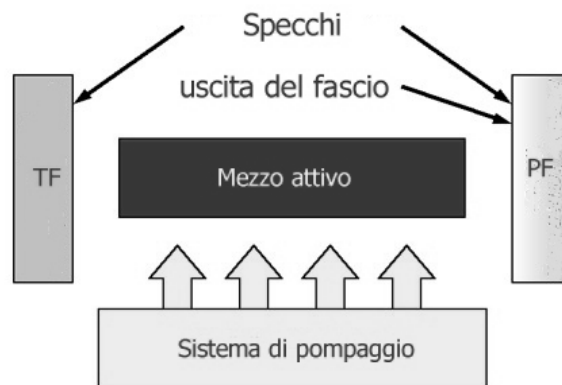 Specchi
uscita del fascio
TF
Mezzo attivo
PF
Sistema di pompaggio